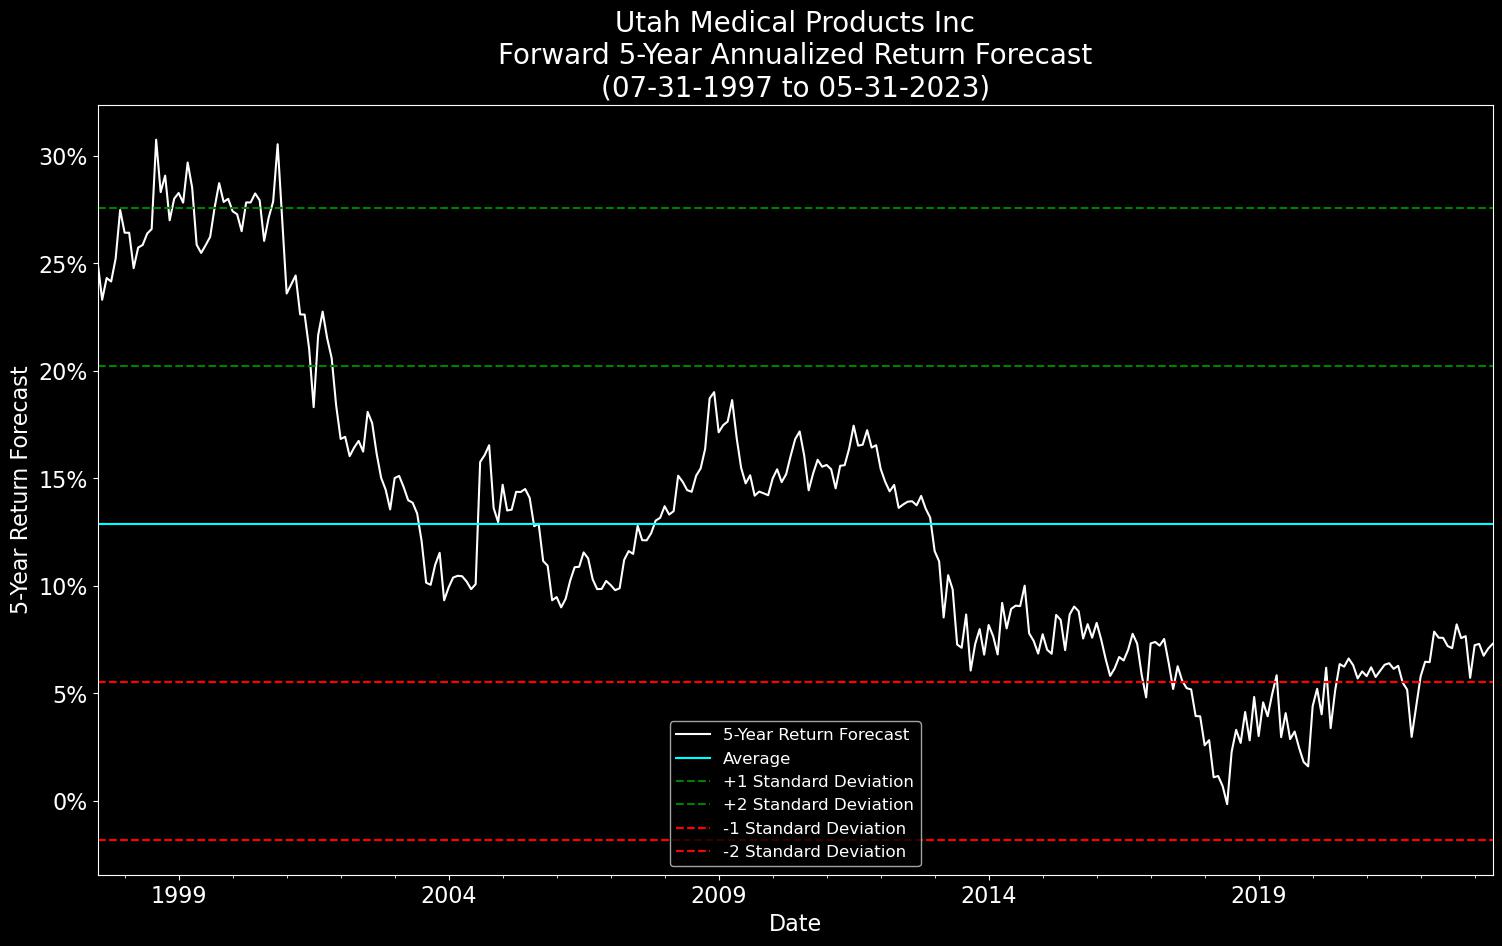 Utah Medical Products Inc
Forward 5-Year Annualized Return Forecast
(07-31-1997 to 05-31-2023)
30%
25%
20%
15%
10%
5%
0%
5-Year Return Forecast
5-Year Return Forecast
Average
+1 Standard Deviation
+2 Standard Deviation
-1 Standard Deviation
-2 Standard Deviation
1999 2004 2009 2014 2019
Date